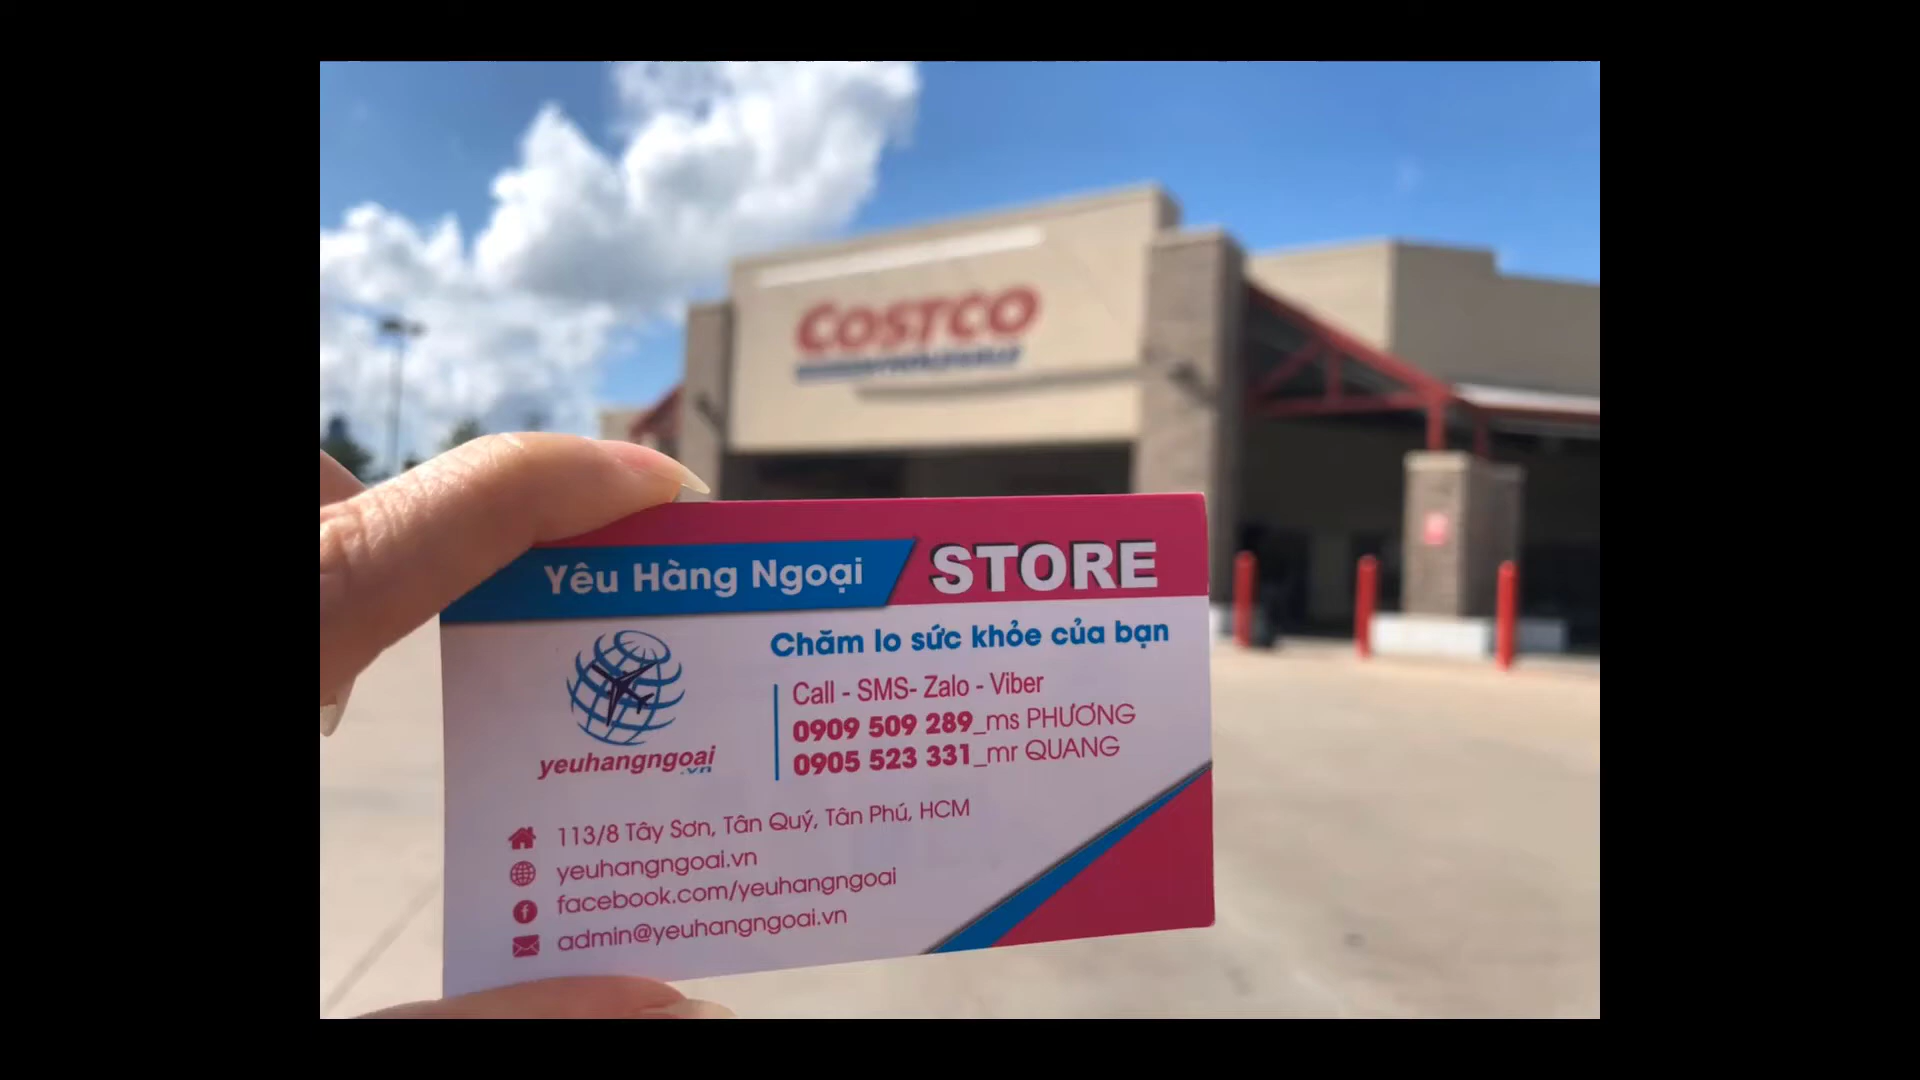 COSTCO
WHOLESALE
Yêu Hàng Ngoại STORE
Chăm lo sức khỏe của bạn
Call - SMS- Zalo - Viber
0909 509 289_ms PHƯƠNG
0905 523 331_mr QUANG
yeuhangngoai
.vn
113/8 Tây Sơn, Tân Quý, Tân Phú, HCM
yeuhangngoai.vn
facebook.com/yeuhangngoai
admin@yeuhangngoai.vn